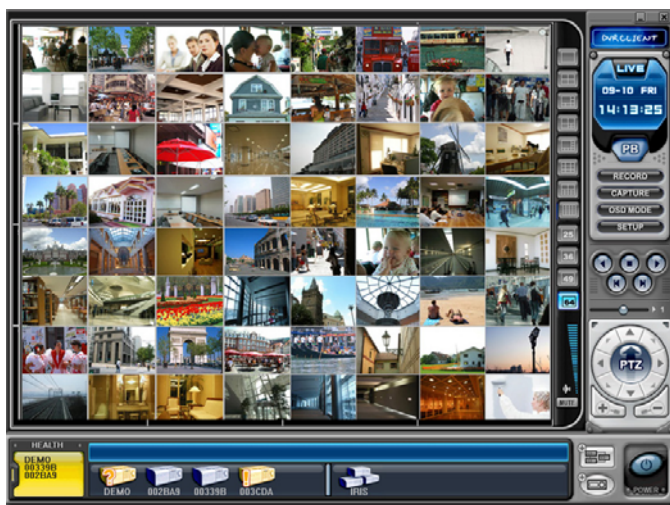 DVRCLIENT
LIVE
09-10 FRI
14:13:25
PB
RECORD
CAPTURE
OSD MODE
SETUP
25
36
49
64
1
PTZ
MUTE
HEALTH
DEMO
00339B
002BA9
DEMO
002BA9
00339B
003CDA
IRIS
POWER